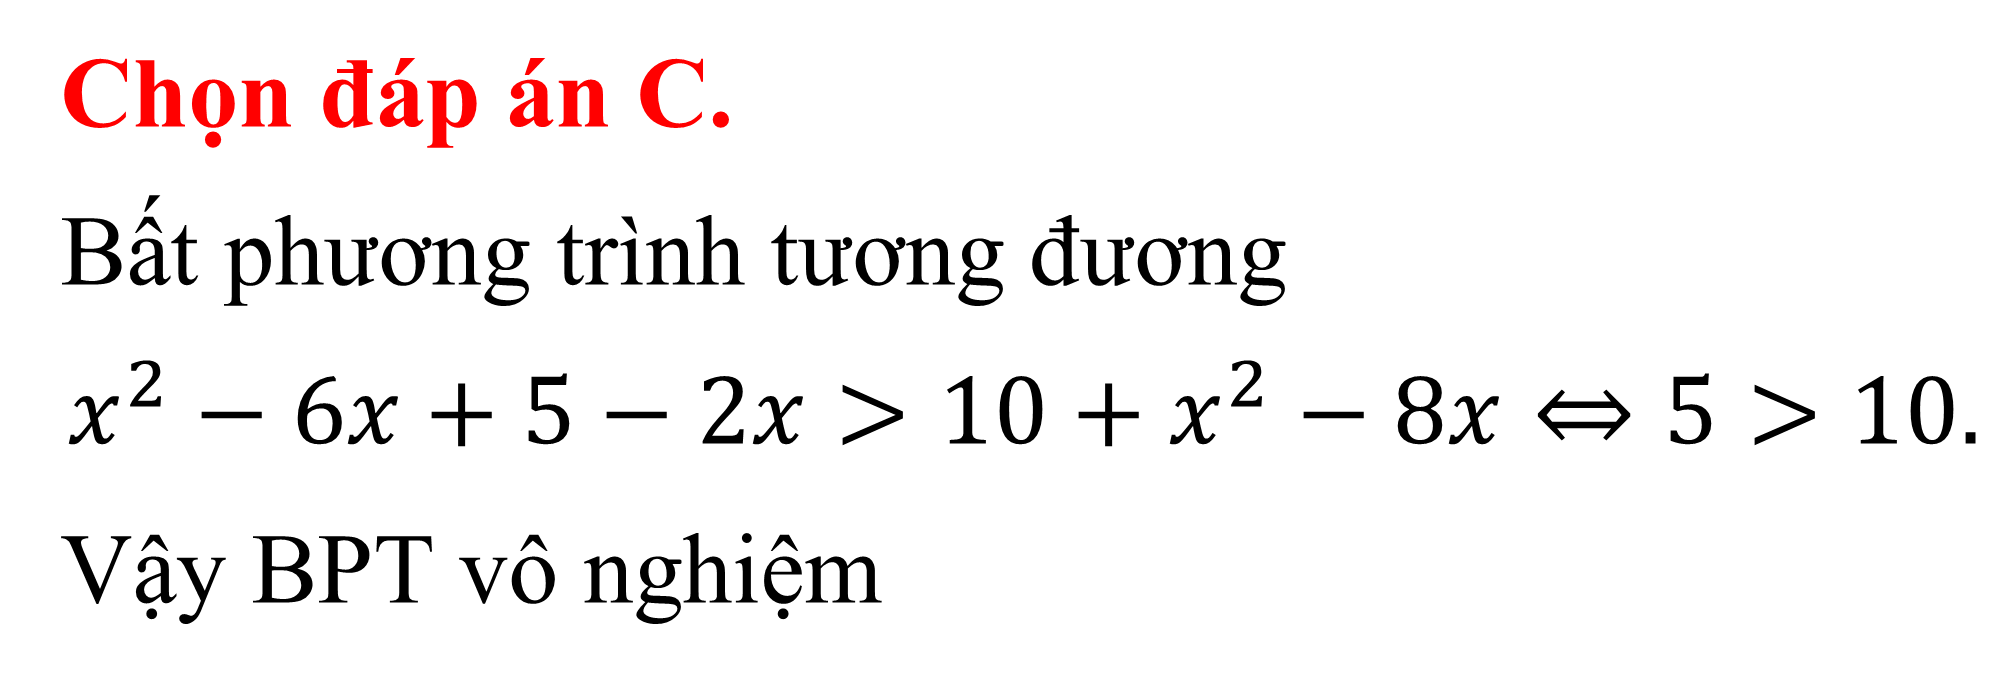 Chọn đáp án C.
Bất phương trình tương đương
x² − 6x + 5 − 2x > 10 + x² − 8x ⟺ 5 > 10.
Vậy BPT vô nghiệm